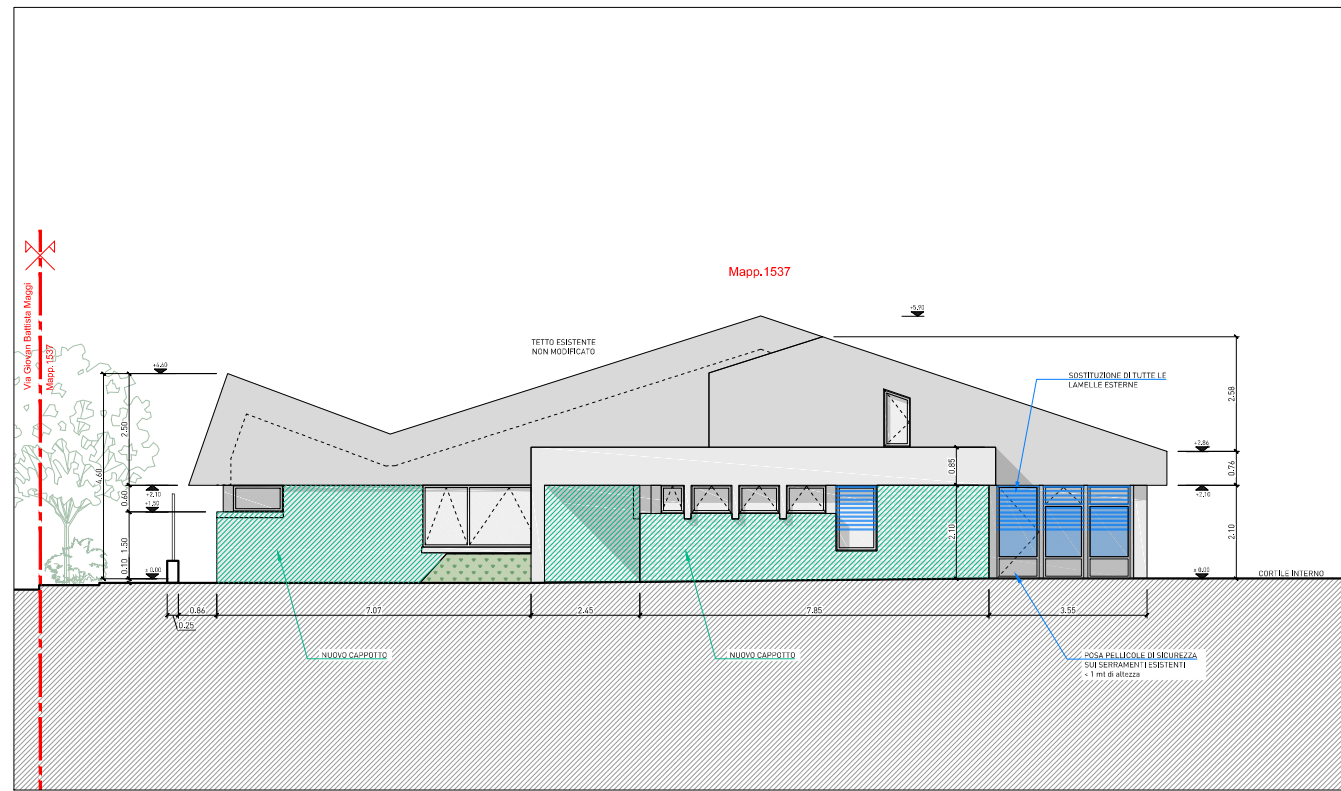 Mapp.1537
Via Giovan Battista Maggi
Mapp.1537
+5.90
TETTO ESISTENTE
NON MODIFICATO
+4.60
SOSTITUZIONE DI TUTTE LE
LAMELLE ESTERNE
2.58
2.50
4.60
+2.86
0.85
0.76
+2.10
+2.10
0.60
+1.50
1.50
2.10
2.10
0.10
± 0.00
± 0.00
CORTILE INTERNO
0.86
7.07
2.45
7.85
3.55
0.25
NUOVO CAPPOTTO
NUOVO CAPPOTTO
POSA PELLICOLE DI SICUREZZA
SUI SERRAMENTI ESISTENTI
< 1 mt di altezza